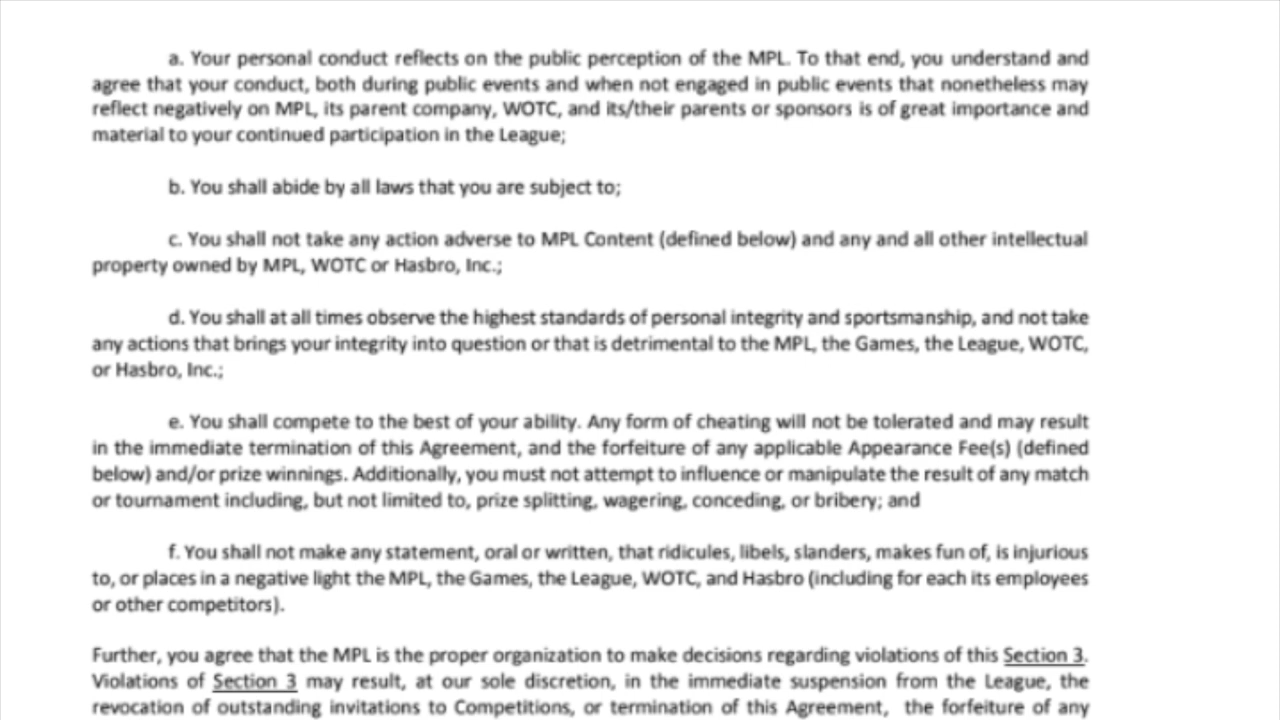 a. Your personal conduct reflects on the public perception of the MPL. To that end, you understand and
agree that your conduct, both during public events and when not engaged in public events that nonetheless may
reflect negatively on MPL, its parent company, WOTC, and its/their parents or sponsors is of great importance and
material to your continued participation in the League;
b. You shall abide by all laws that you are subject to;
c. You shall not take any action adverse to MPL Content (defined below) and any and all other intellectual
property owned by MPL, WOTC or Hasbro, Inc.;
d. You shall at all times observe the highest standards of personal integrity and sportsmanship, and not take
any actions that brings your integrity into question or that is detrimental to the MPL, the Games, the League, WOTC,
or Hasbro, Inc.;
e. You shall compete to the best of your ability. Any form of cheating will not be tolerated and may result
in the immediate termination of this Agreement, and the forfeiture of any applicable Appearance Fee(s) (defined
below) and/or prize winnings. Additionally, you must not attempt to influence or manipulate the result of any match
or tournament including, but not limited to, prize splitting, wagering, conceding, or bribery; and
f. You shall not make any statement, oral or written, that ridicules, libels, slanders, makes fun of, is injurious
to, or places in a negative light the MPL, the Games, the League, WOTC, and Hasbro (including for each its employees
or other competitors).
Further, you agree that the MPL is the proper organization to make decisions regarding violations of this Section 3.
Violations of Section 3 may result, at our sole discretion, in the immediate suspension from the League, the
revocation of outstanding invitations to Competitions, or termination of this Agreement, the forfeiture of any